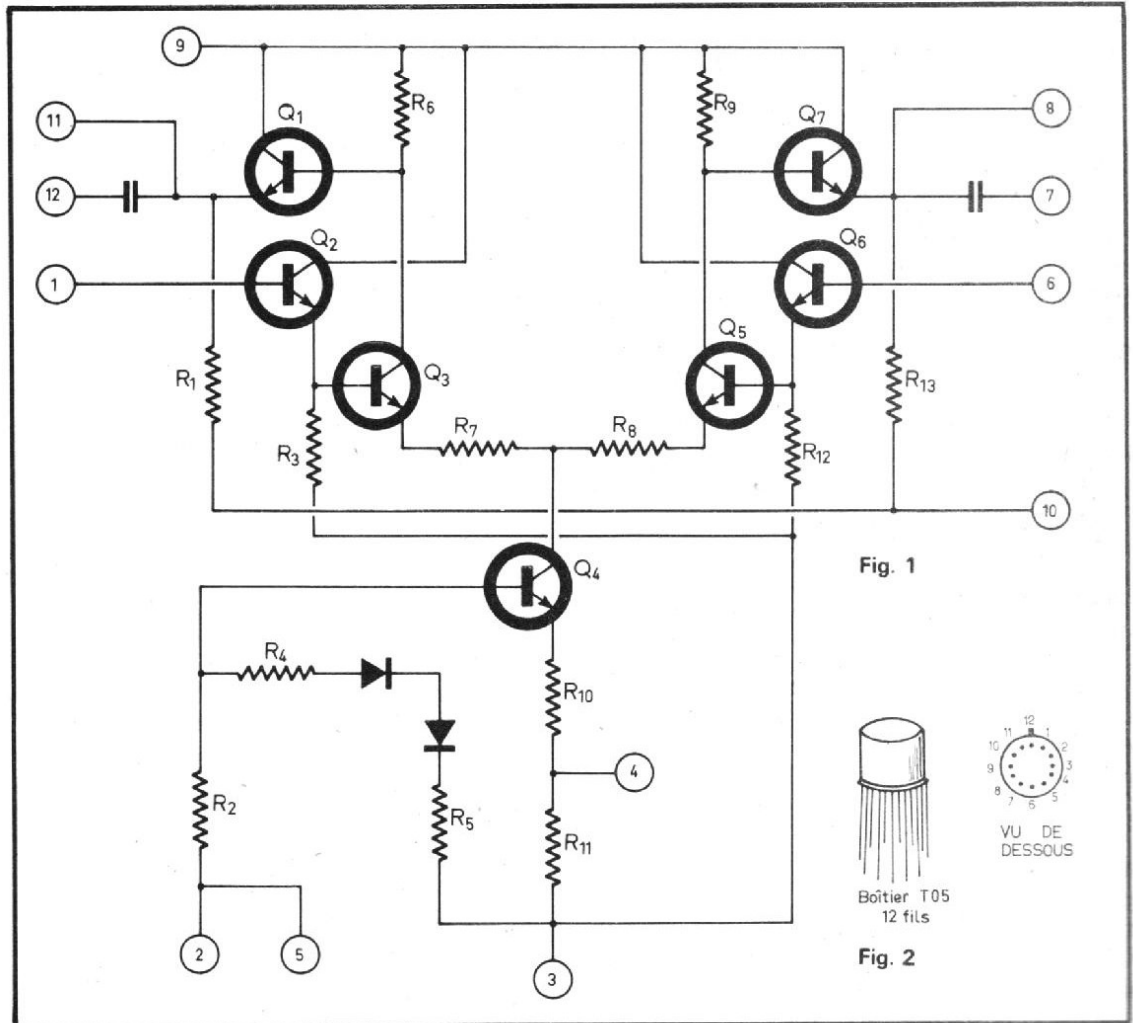 9
R6
R9
11
Q1
Q7
8
12
7
Q2
Q6
1
6
Q3
Q5
R1
R13
R7
R8
R3
R12
10
Q4
Fig. 1
R4
R10
4
R2
R5
R11
2
5
3
12
11 1
10 2
9 3
8 4
7 5
6
VU DE
DESSOUS
Boîtier T05
12 fils
Fig. 2